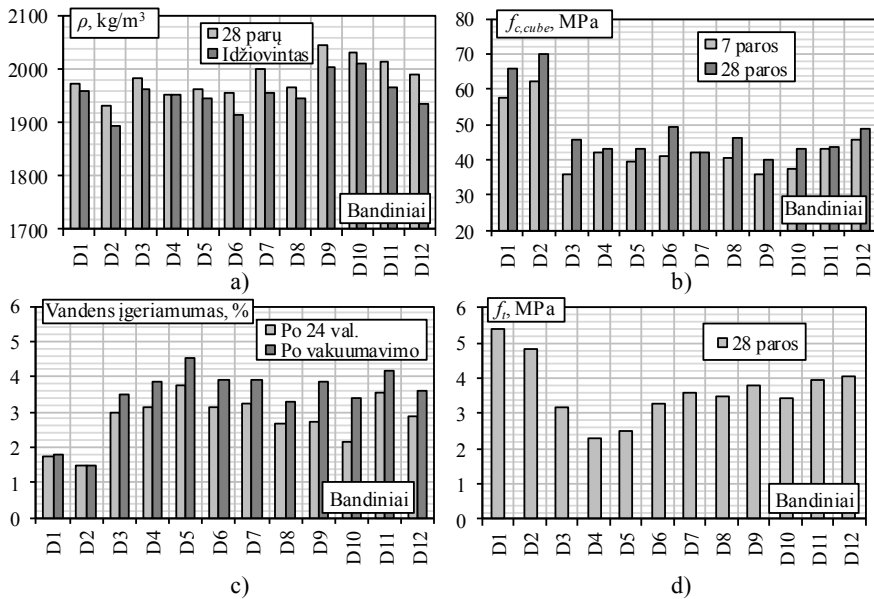 ρ, kg/m³
28 parų
Idžiovintas
2100
2000
1900
1800
1700
Bandiniai
D1 D2 D3 D4 D5 D6 D7 D8 D9 D10 D11 D12
a)
f_c,cube, MPa
7 paros
28 paros
80
70
60
50
40
30
20
Bandiniai
D1 D2 D3 D4 D5 D6 D7 D8 D9 D10 D11 D12
b)
Vandens įgeriamumas, %
Po 24 val.
Po vakuumavimo
6
5
4
3
2
1
0
Bandiniai
D1 D2 D3 D4 D5 D6 D7 D8 D9 D10 D11 D12
c)
f_t, MPa
28 paros
6
5
4
3
2
1
0
Bandiniai
D1 D2 D3 D4 D5 D6 D7 D8 D9 D10 D11 D12
d)